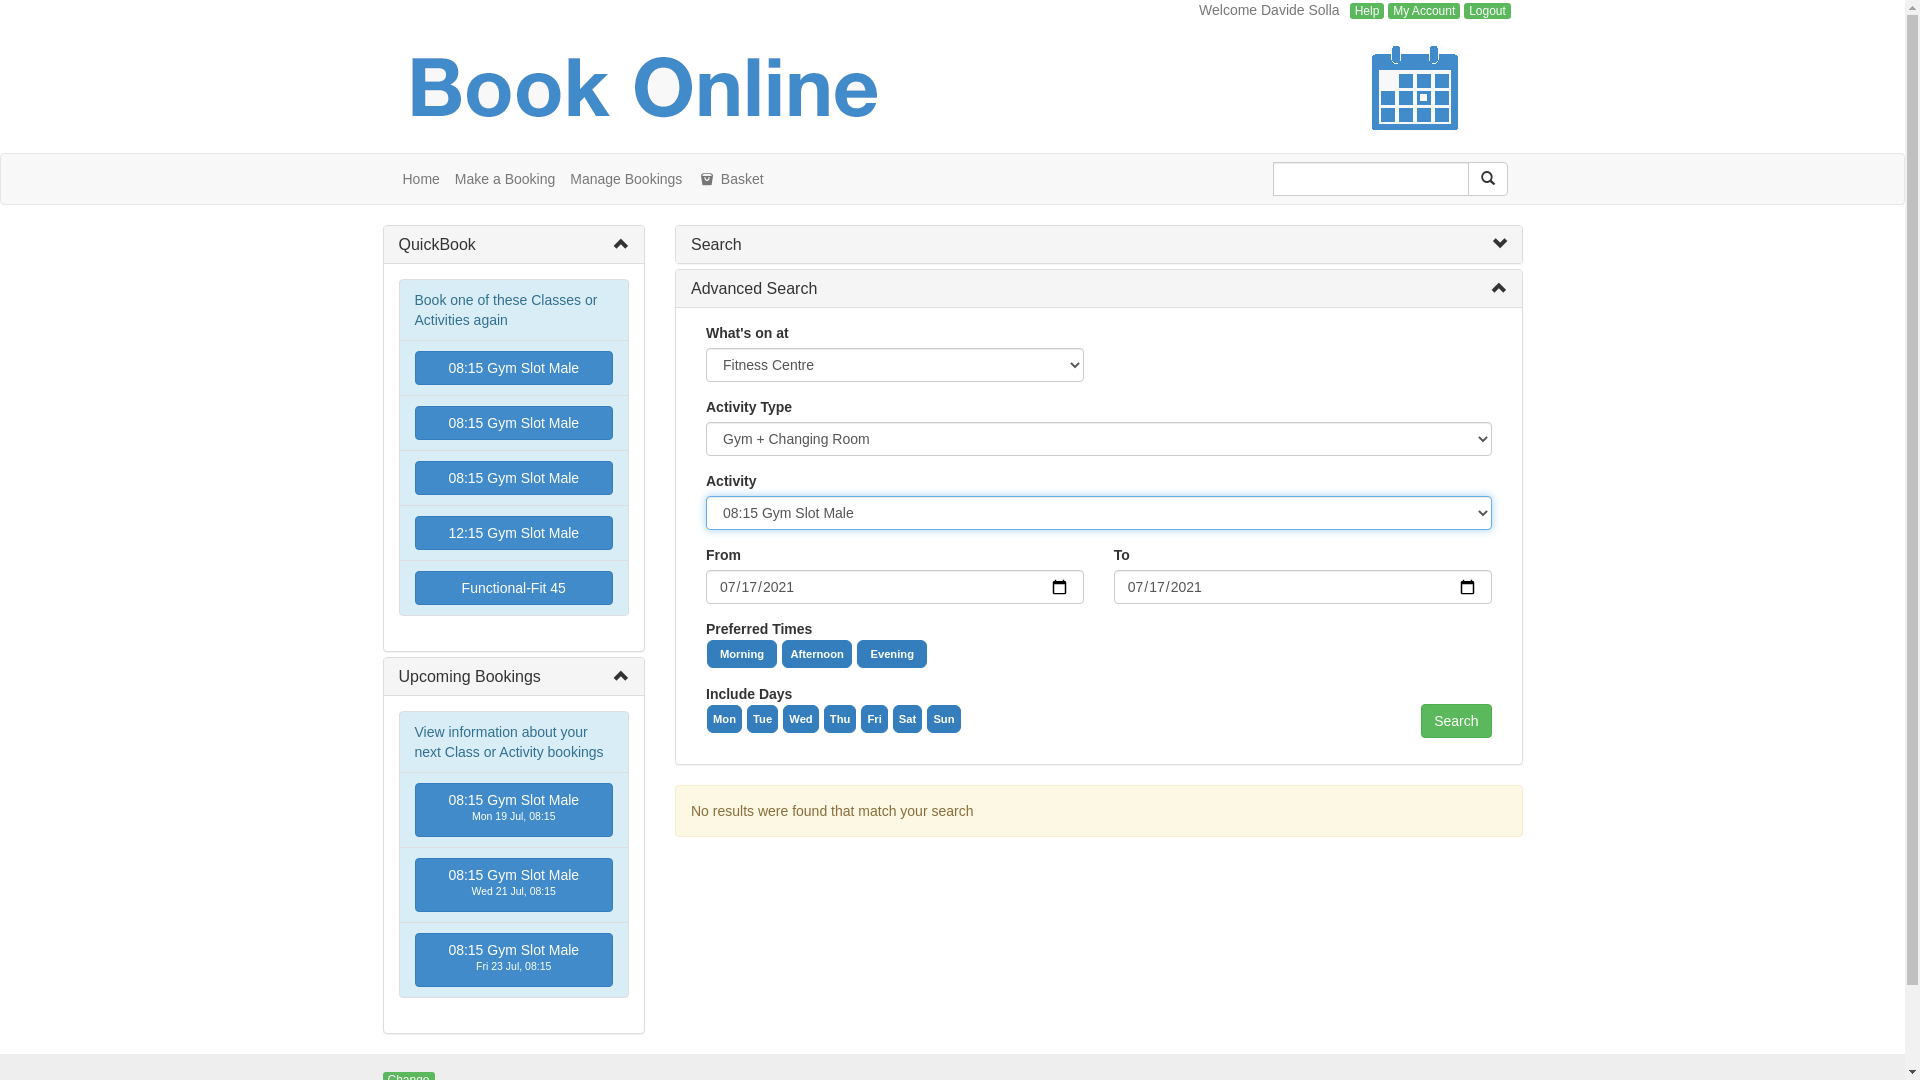 Welcome Davide Solla Help My Account Logout
Book Online
Home Make a Booking Manage Bookings Basket
QuickBook
Book one of these Classes or
Activities again
08:15 Gym Slot Male
08:15 Gym Slot Male
08:15 Gym Slot Male
12:15 Gym Slot Male
Functional-Fit 45
Upcoming Bookings
View information about your
next Class or Activity bookings
08:15 Gym Slot Male
Mon 19 Jul, 08:15
08:15 Gym Slot Male
Wed 21 Jul, 08:15
08:15 Gym Slot Male
Fri 23 Jul, 08:15
Search
Advanced Search
What's on at
Fitness Centre
Activity Type
Gym + Changing Room
Activity
08:15 Gym Slot Male
From To
07/17/2021 07/17/2021
Preferred Times
Morning Afternoon Evening
Include Days
Mon Tue Wed Thu Fri Sat Sun Search
No results were found that match your search
Change